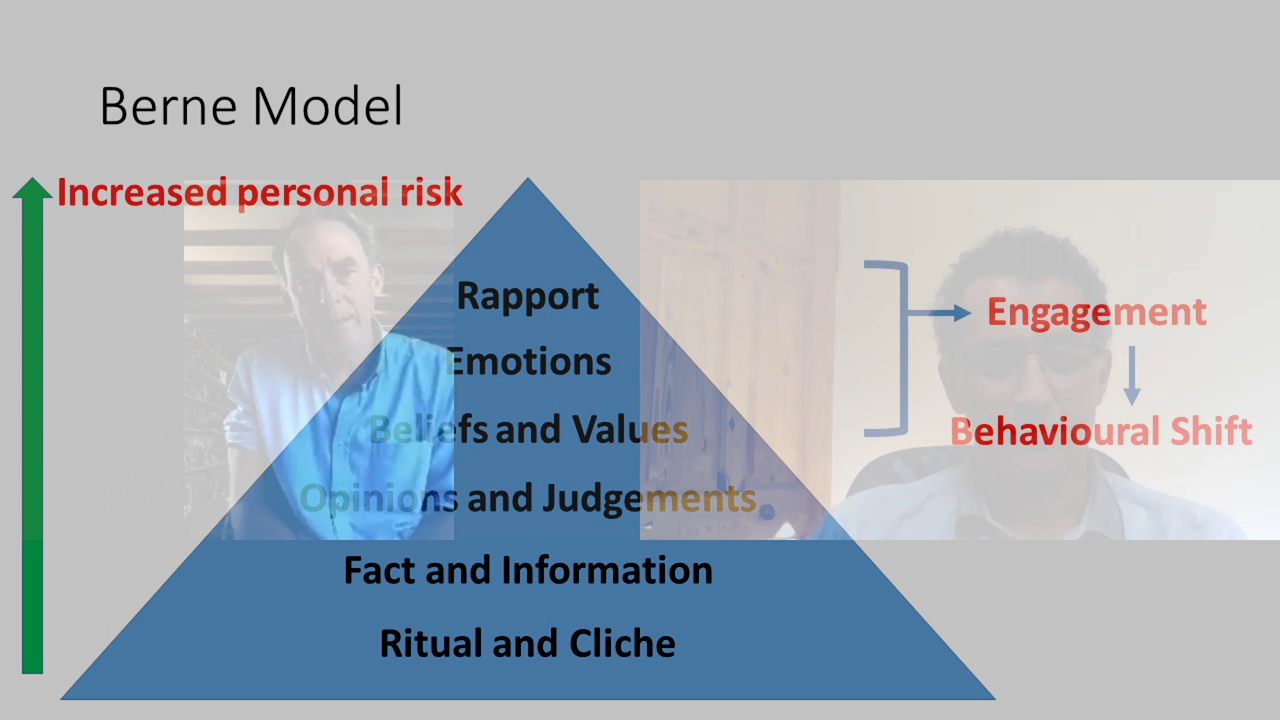 Berne Model
Increased personal risk
Rapport
Emotions
Beliefs and Values
Opinions and Judgements
Fact and Information
Ritual and Cliche
Engagement
Behavioural Shift